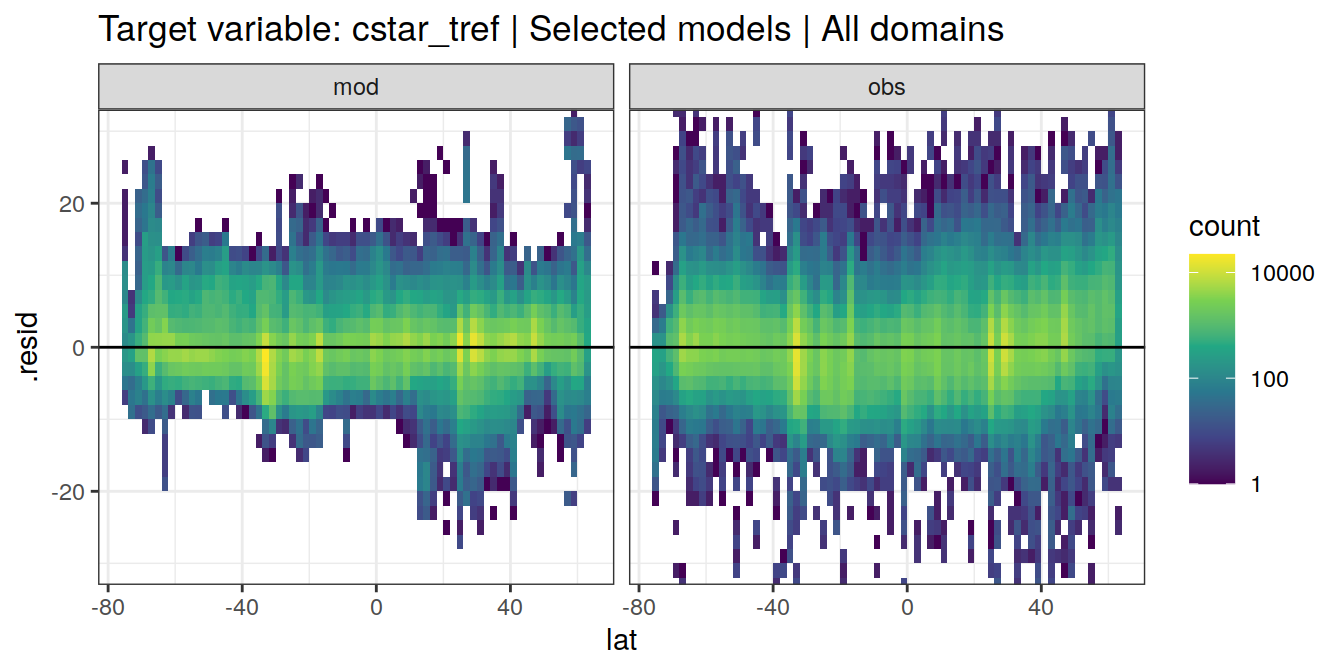 Target variable: cstar_tref | Selected models | All domains
mod
obs
.resid
20
0
-20
-80
-40
0
40
-80
-40
0
40
lat
count
10000
100
1